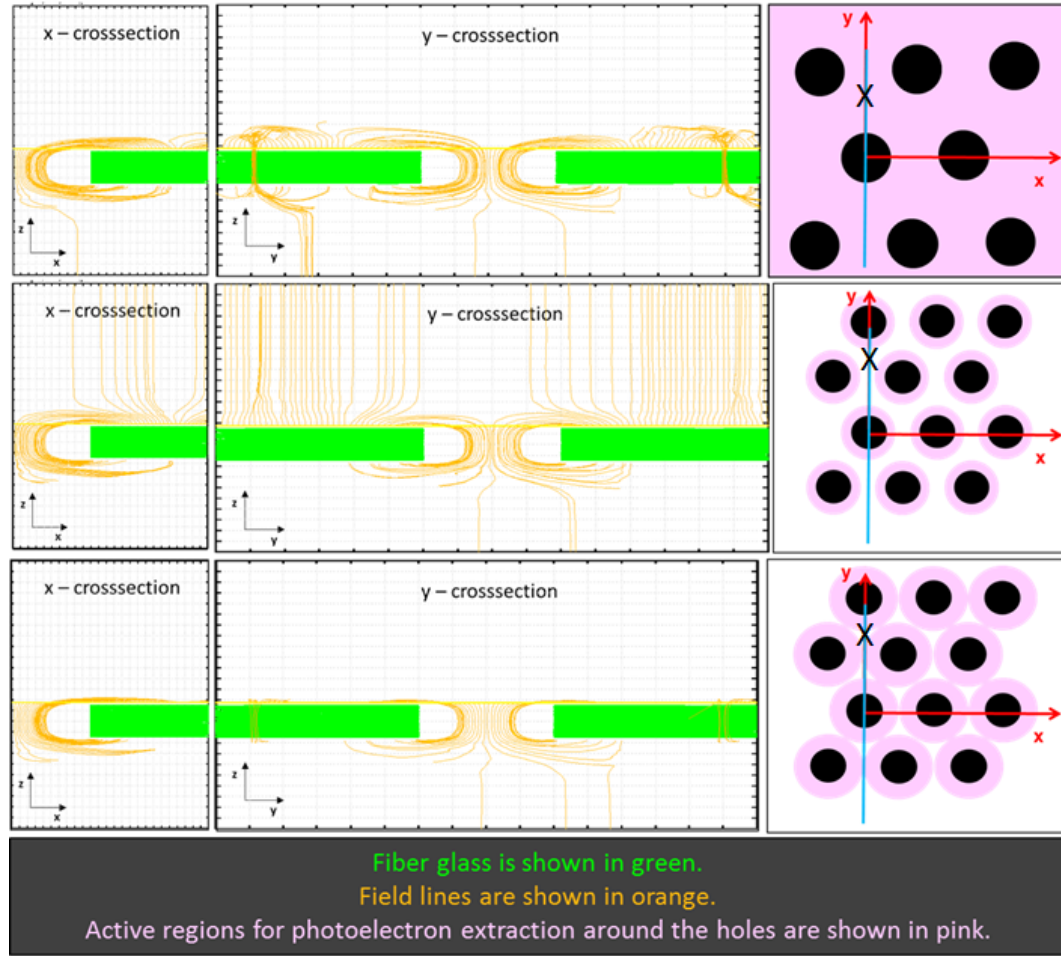 x – crosssection
y – crosssection
y
X
x
z
x
z
y
x – crosssection
y – crosssection
y
X
x
z
x
z
y
x – crosssection
y – crosssection
y
X
x
z
x
z
y
Fiber glass is shown in green.
Field lines are shown in orange.
Active regions for photoelectron extraction around the holes are shown in pink.